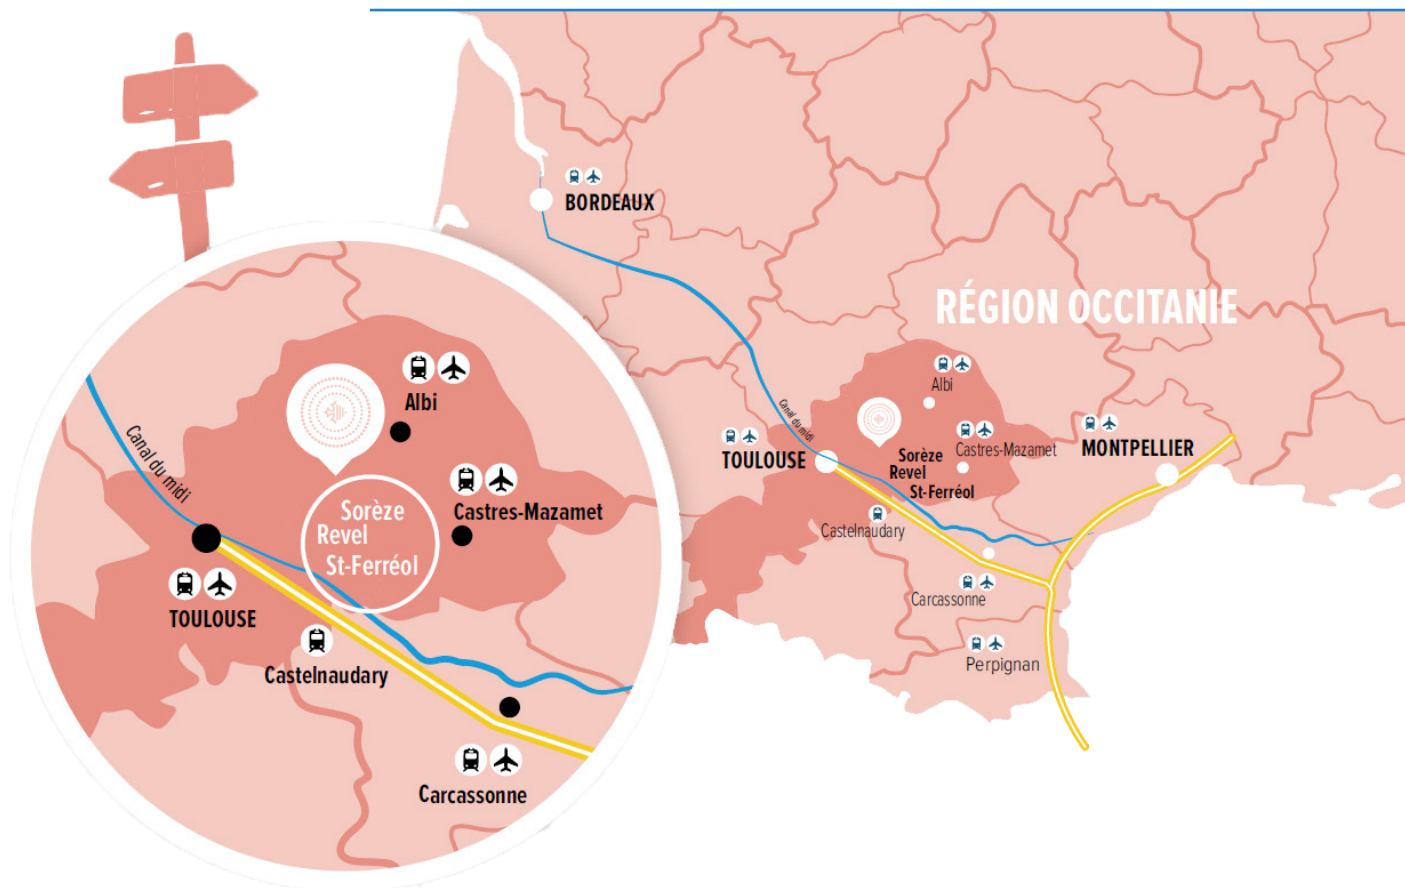 BORDEAUX
RÉGION OCCITANIE
Albi
Canal du midi
TOULOUSE
Sorèze
Revel
St-Ferréol
Castres-Mazamet
MONTPELLIER
Castelnaudary
Carcassonne
Perpignan
Albi
Canal du midi
Castres-Mazamet
Sorèze
Revel
St-Ferréol
TOULOUSE
Castelnaudary
Carcassonne